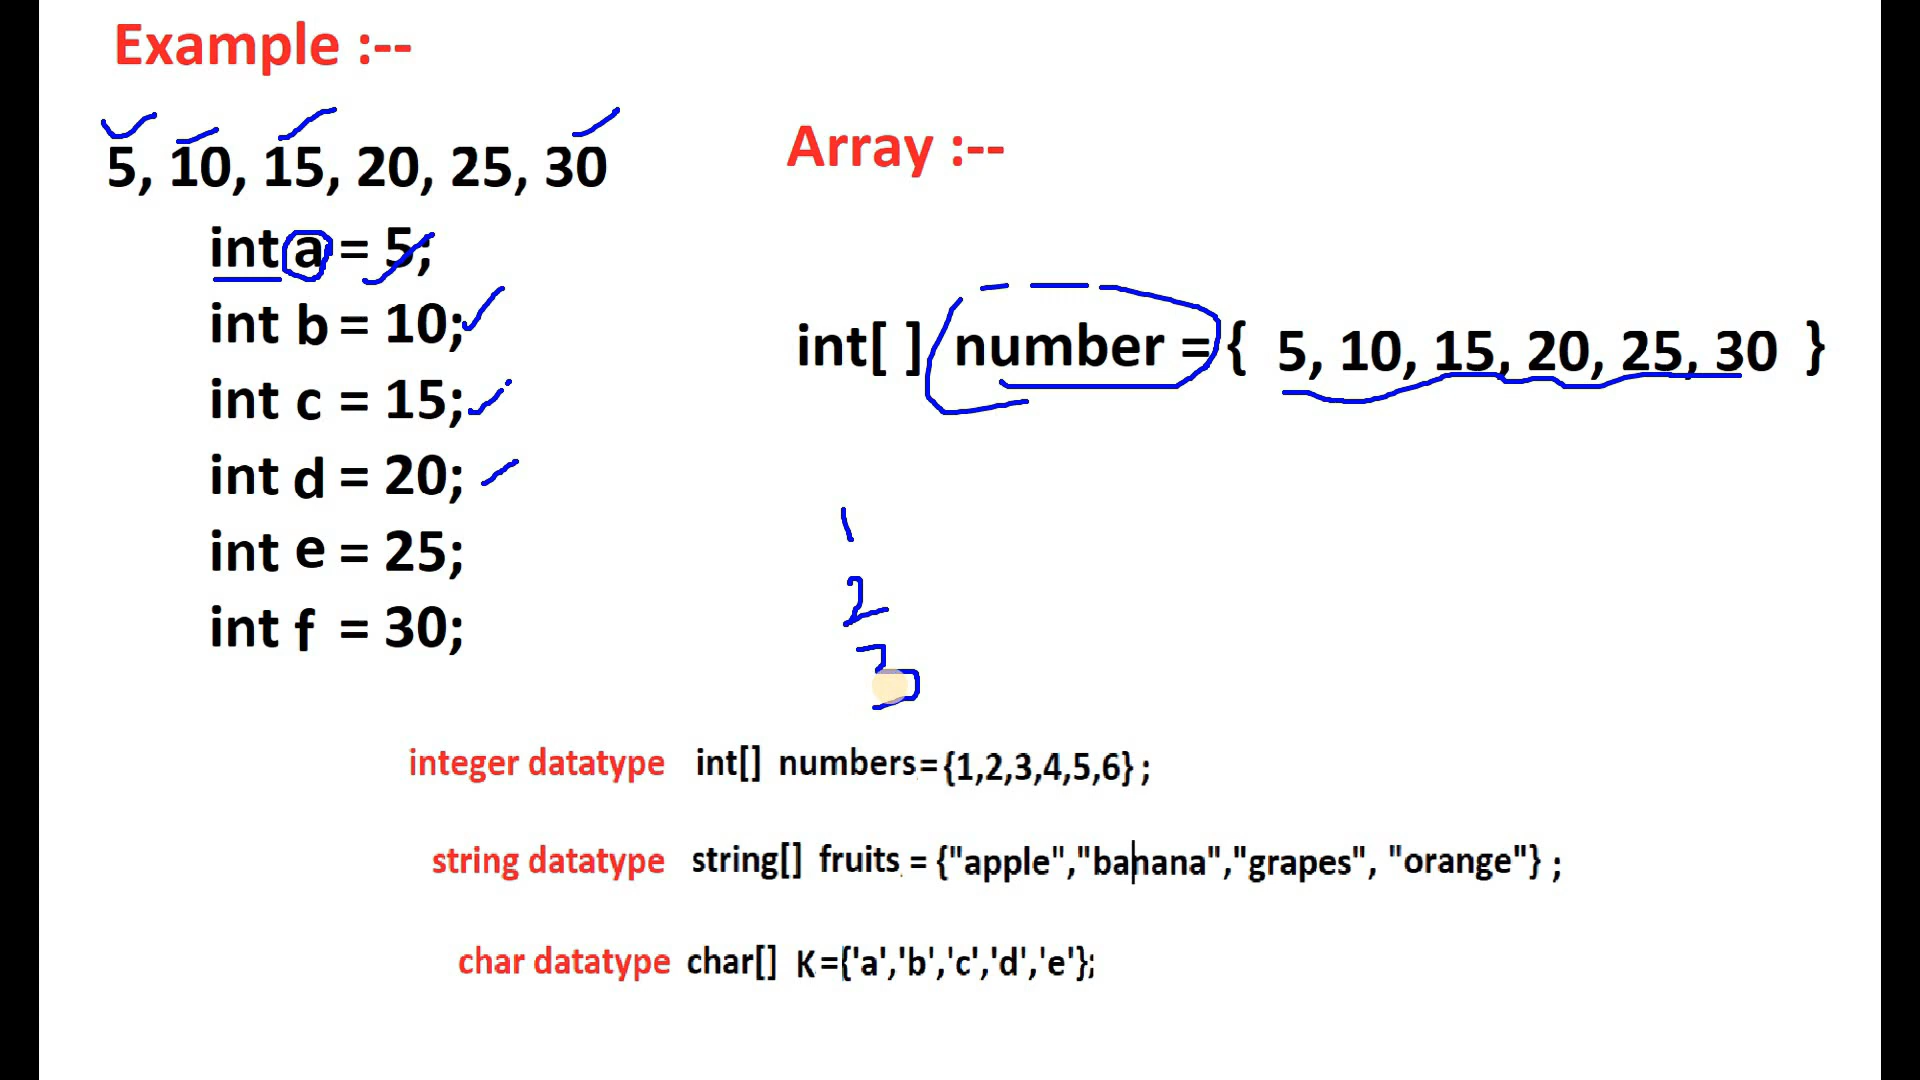 Example :--
5, 10, 15, 20, 25, 30
int a = 5;
int b = 10;
int c = 15;
int d = 20;
int e = 25;
int f = 30;
Array :--
int[ ] number = { 5, 10, 15, 20, 25, 30 }
1
2
3
integer datatype int[] numbers = {1,2,3,4,5,6} ;
string datatype string[] fruits = {"apple","banana","grapes", "orange"} ;
char datatype char[] K={'a','b','c','d','e'};